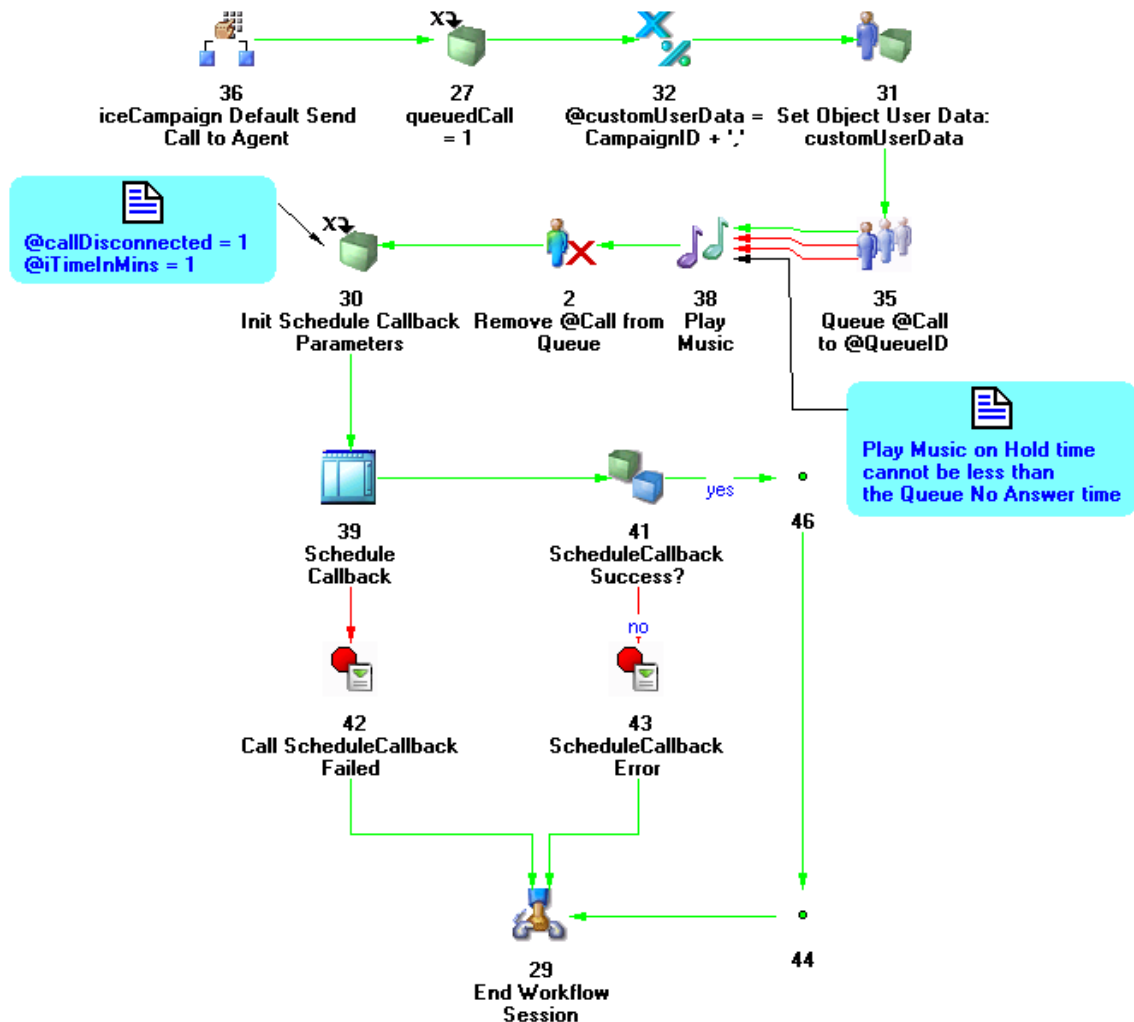 36
iceCampaign Default Send
Call to Agent
27
queuedCall
= 1
32
@customUserData =
CampaignID + ','
31
Set Object User Data:
customUserData
@callDisconnected = 1
@iTimeInMins = 1
30
Init Schedule Callback
Parameters
2
Remove @Call from
Queue
38
Play
Music
35
Queue @Call
to @QueueID
Play Music on Hold time
cannot be less than
the Queue No Answer time
39
Schedule
Callback
41
ScheduleCallback
Success?
yes
46
no
42
Call ScheduleCallback
Failed
43
ScheduleCallback
Error
29
End Workflow
Session
44